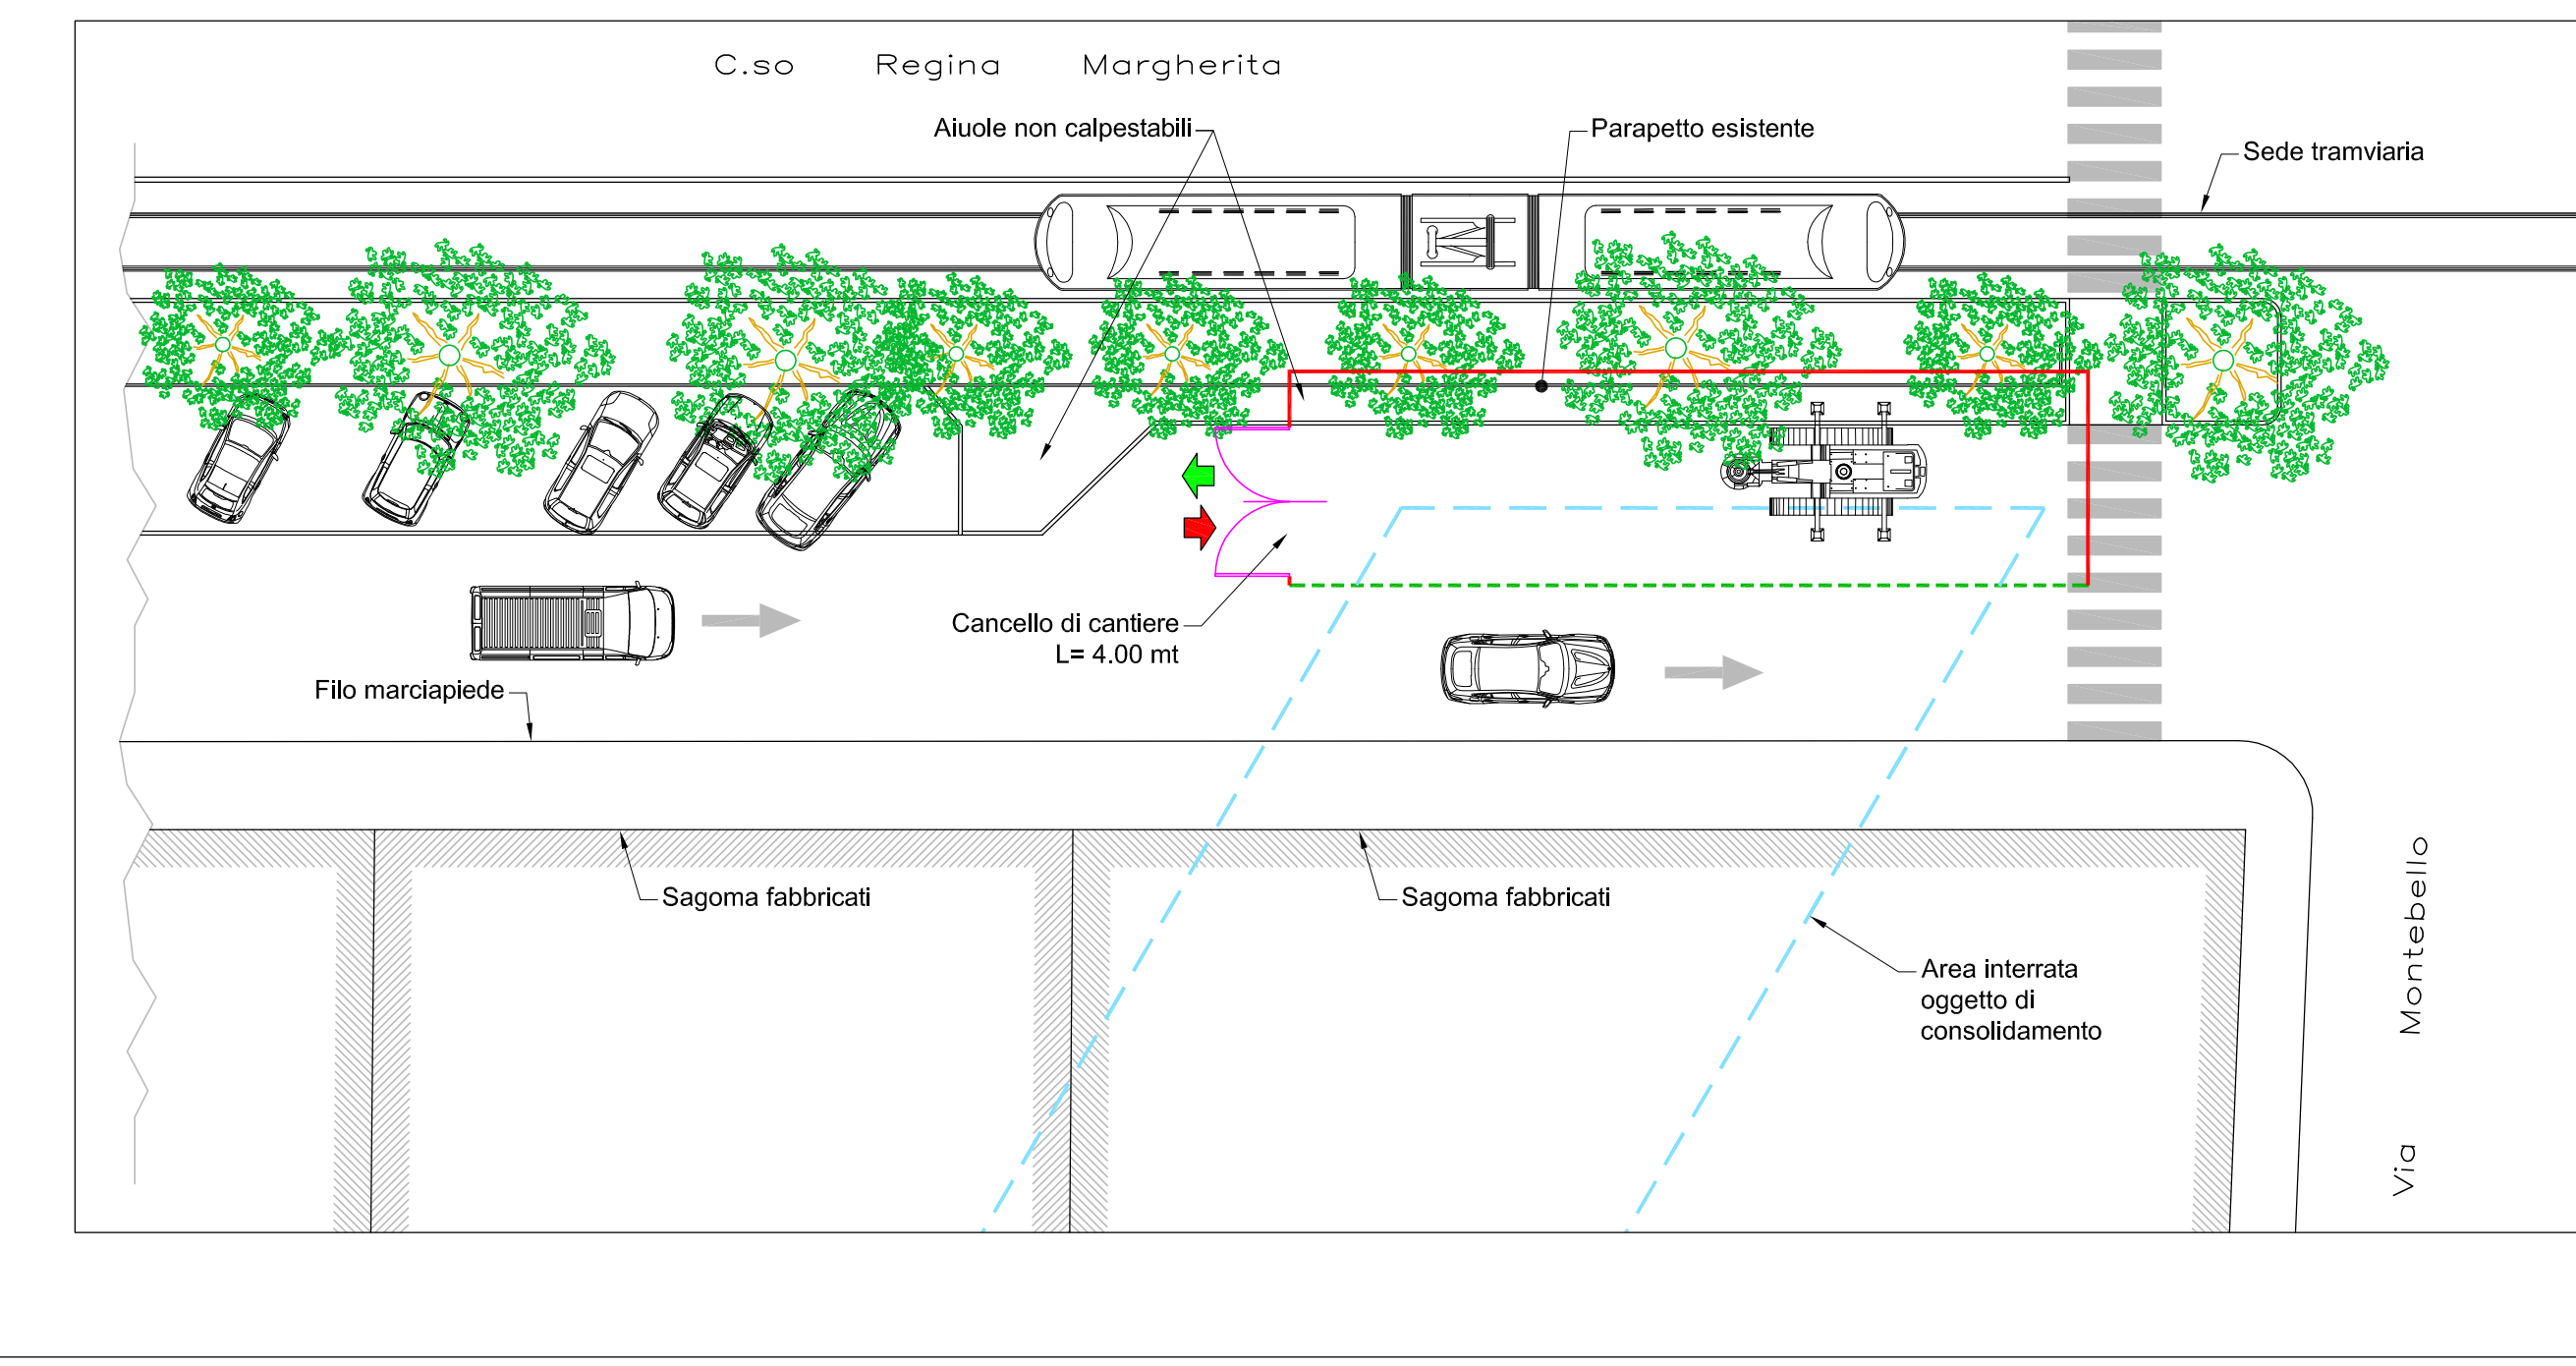 C.so Regina Margherita
Aiuole non calpestabili
Parapetto esistente
Sede tramviaria
Cancello di cantiere
L= 4.00 mt
Filo marciapiede
Sagoma fabbricati
Sagoma fabbricati
Area interrata
oggetto di
consolidamento
Via Montebello